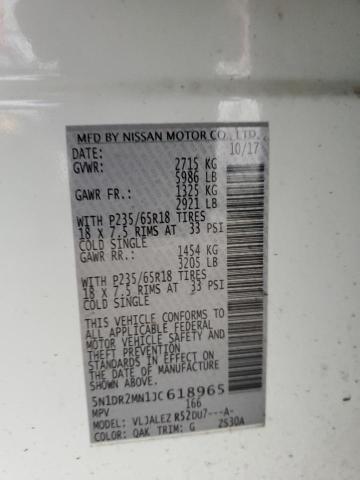 MFD BY NISSAN MOTOR CO., LTD.
DATE: 10/17
GVWR: 2715 KG
5986 LB
GAWR FR.: 1325 KG
2921 LB
WITH P235/65R18 TIRES
18 X 7.5 RIMS AT 33 PSI
COLD SINGLE
GAWR RR.: 1454 KG
3205 LB
WITH P235/65R18 TIRES
18 X 7.5 RIMS AT 33 PSI
COLD SINGLE
THIS VEHICLE CONFORMS TO
ALL APPLICABLE FEDERAL
MOTOR VEHICLE SAFETY AND
THEFT PREVENTION
STANDARDS IN EFFECT ON
THE DATE OF MANUFACTURE
SHOWN ABOVE.
5N1DR2MN1JC618965
MPV 166
MODEL: VLJALEZ R52DU7---A-
COLOR: QAK TRIM: G 2S30A